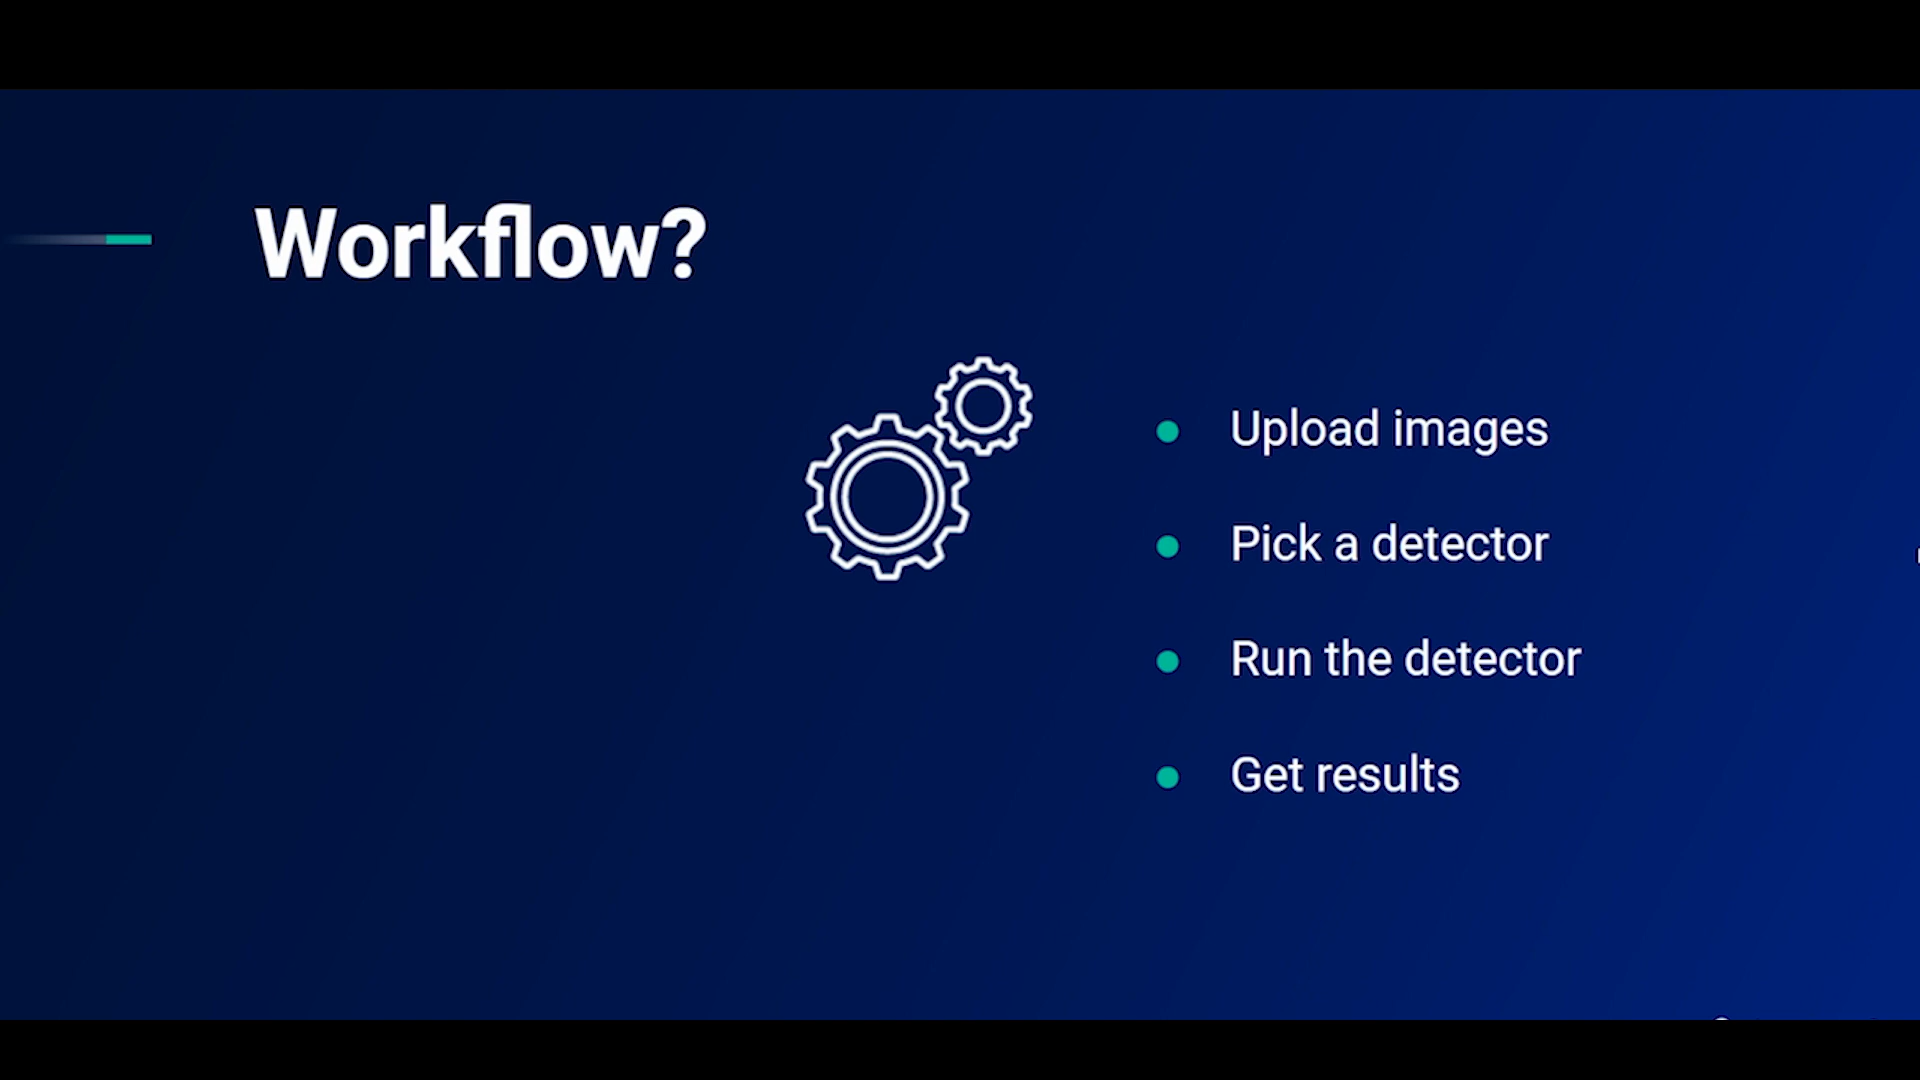 Workflow?
Upload images
Pick a detector
Run the detector
Get results